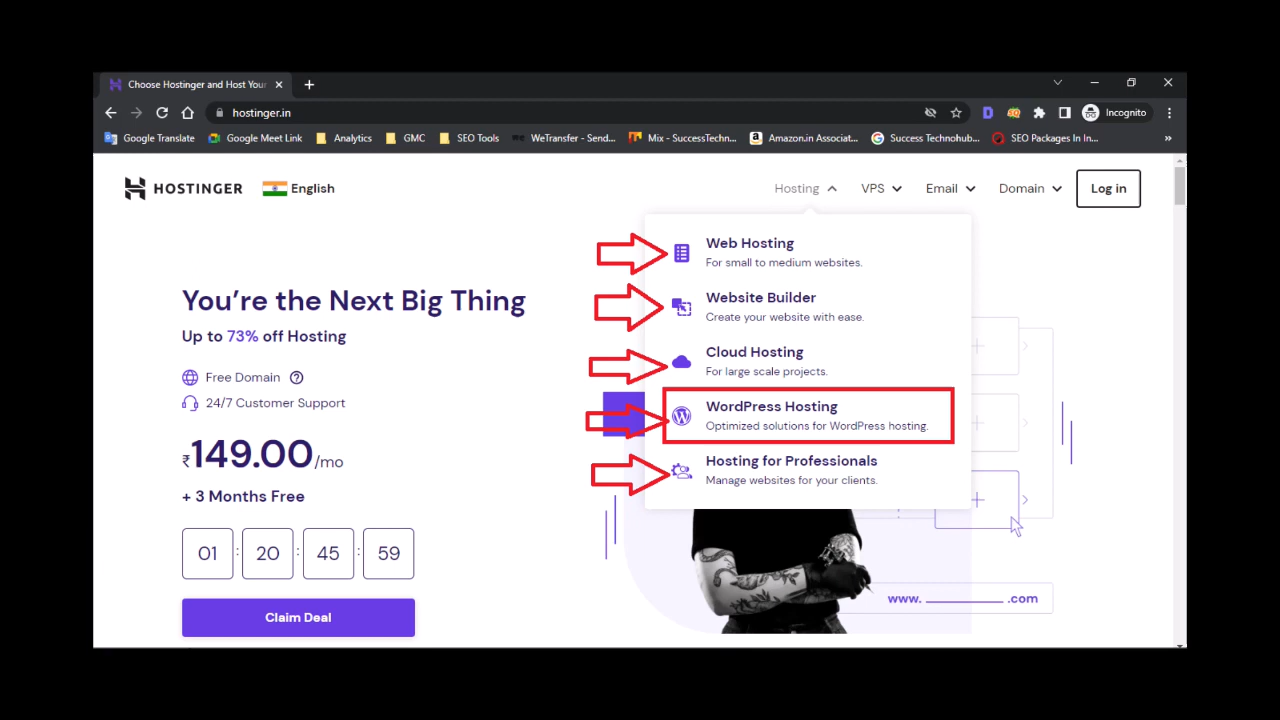 Choose Hostinger and Host Your
hostinger.in
Incognito
Google Translate
Google Meet Link
Analytics
GMC
SEO Tools
WeTransfer - Send...
Mix - SuccessTechn...
Amazon.in Associat...
Success Technohub...
SEO Packages In In...
HOSTINGER
English
Hosting
VPS
Email
Domain
Log in
Web Hosting
For small to medium websites.
Website Builder
Create your website with ease.
Cloud Hosting
For large scale projects.
WordPress Hosting
Optimized solutions for WordPress hosting.
Hosting for Professionals
Manage websites for your clients.
You’re the Next Big Thing
Up to 73% off Hosting
Free Domain
24/7 Customer Support
₹149.00/mo
+ 3 Months Free
01 : 20 : 45 : 59
Claim Deal
www. ________ .com